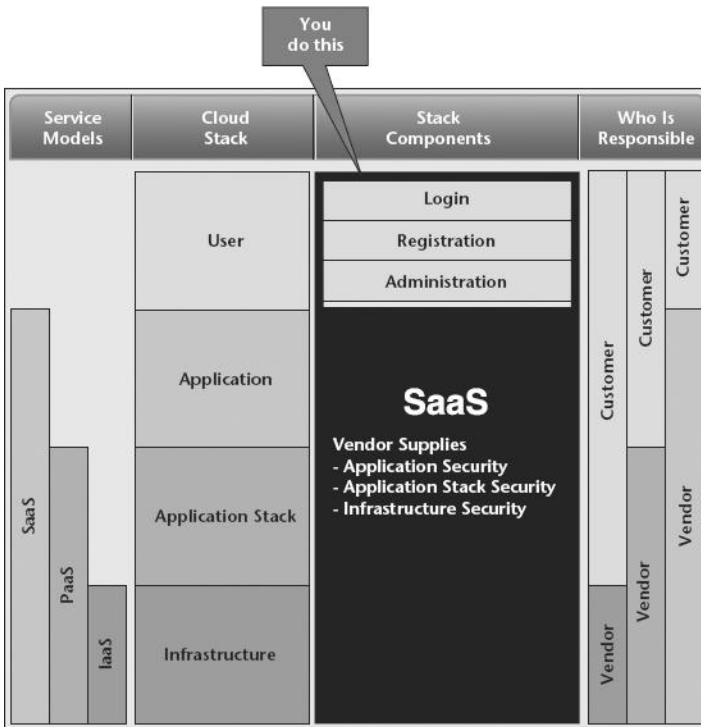 You
do this
Service
Models
Cloud
Stack
Stack
Components
Who Is
Responsible
User
Login
Registration
Administration
Customer
Customer
Customer
Application
SaaS
Vendor Supplies
- Application Security
- Application Stack Security
- Infrastructure Security
SaaS
PaaS
IaaS
Application Stack
Infrastructure
Vendor
Vendor
Vendor